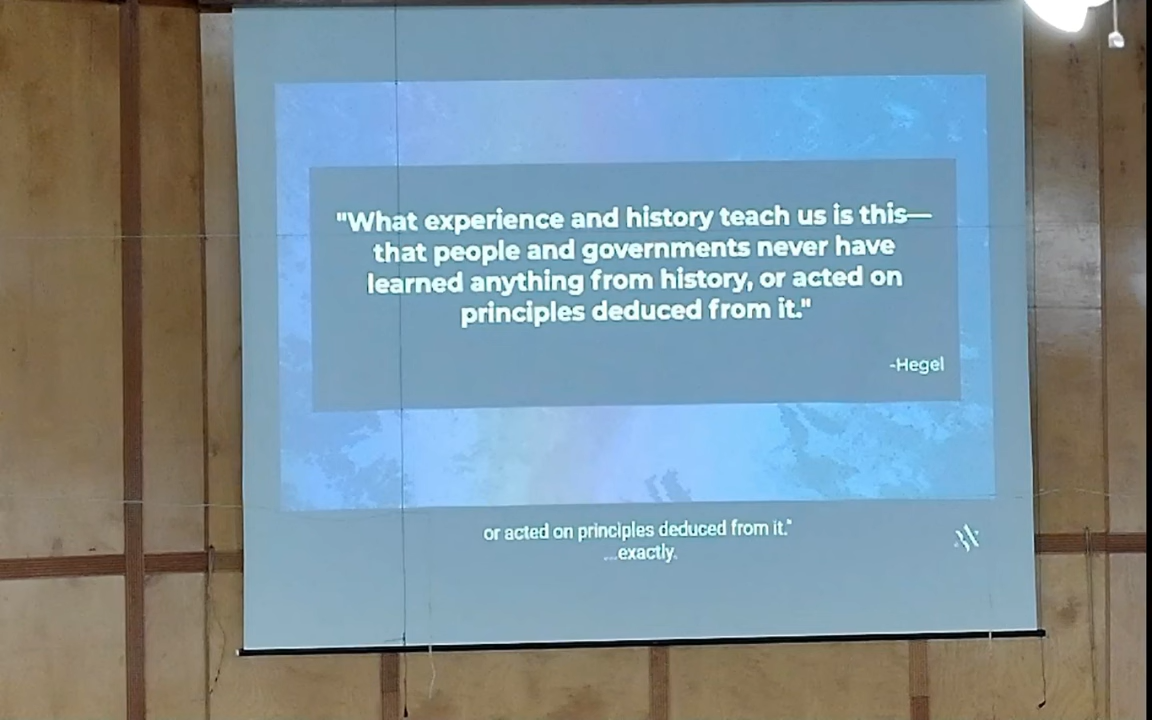 "What experience and history teach us is this—
that people and governments never have
learned anything from history, or acted on
principles deduced from it."
-Hegel
or acted on principles deduced from it."
...exactly.